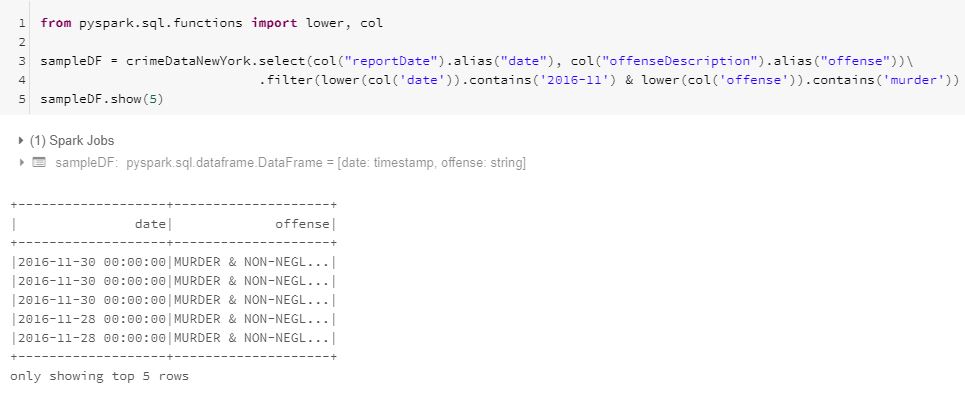 1 from pyspark.sql.functions import lower, col
2
3 sampleDF = crimeDataNewYork.select(col("reportDate").alias("date"), col("offenseDescription").alias("offense"))\
4                             .filter(lower(col('date')).contains('2016-11') & lower(col('offense')).contains('murder'))
5 sampleDF.show(5)
(1) Spark Jobs
sampleDF: pyspark.sql.dataframe.DataFrame = [date: timestamp, offense: string]
+-------------------+--------------------+
|               date|             offense|
+-------------------+--------------------+
|2016-11-30 00:00:00|MURDER & NON-NEGL...|
|2016-11-30 00:00:00|MURDER & NON-NEGL...|
|2016-11-30 00:00:00|MURDER & NON-NEGL...|
|2016-11-28 00:00:00|MURDER & NON-NEGL...|
|2016-11-28 00:00:00|MURDER & NON-NEGL...|
+-------------------+--------------------+
only showing top 5 rows